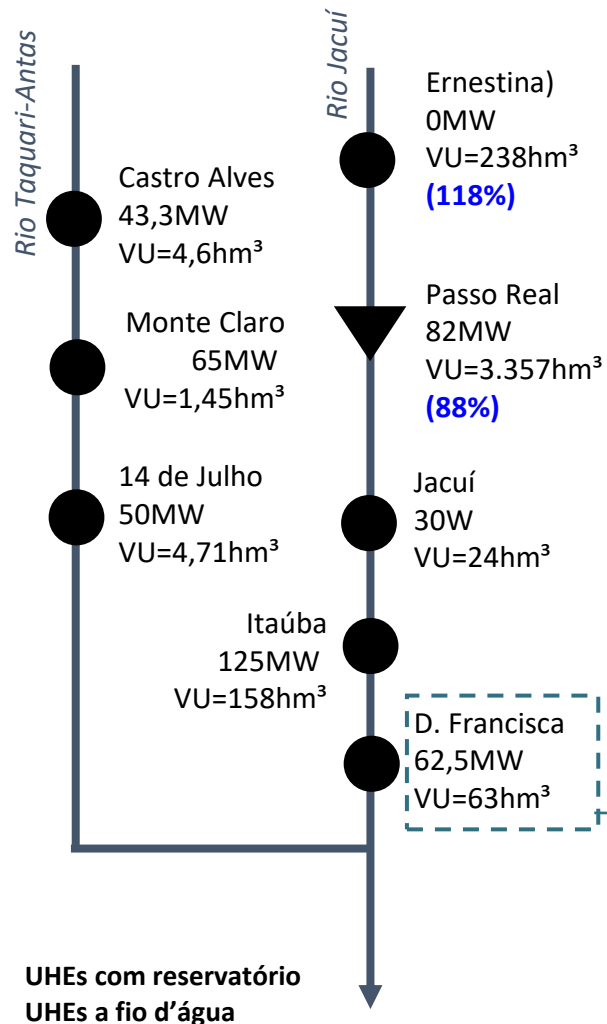 Rio Taquari-Antas
Castro Alves
43,3MW
VU=4,6hm³
Monte Claro
65MW
VU=1,45hm³
14 de Julho
50MW
VU=4,71hm³
Rio Jacuí
Ernestina)
0MW
VU=238hm³
(118%)
Passo Real
82MW
VU=3.357hm³
(88%)
Jacuí
30W
VU=24hm³
Itaúba
125MW
VU=158hm³
D. Francisca
62,5MW
VU=63hm³
UHEs com reservatório
UHEs a fio d’água